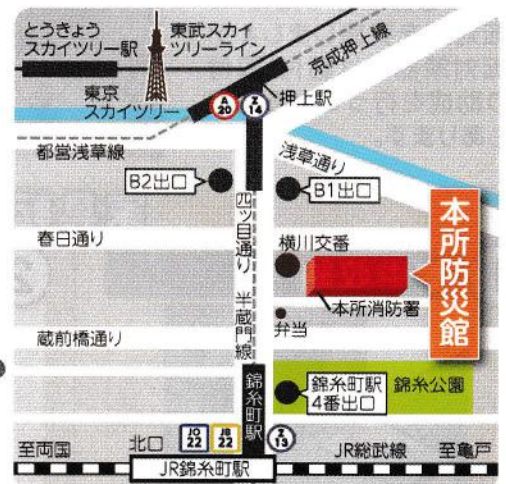 とうきょう
スカイツリー駅
東武スカイ
ツリーライン
京成押上線
東京
スカイツリー
A
20
Z
14
押上駅
都営浅草線
浅草通り
B2出口
B1出口
四ッ目通り
春日通り
横川交番
本所防災館
本所消防署
半蔵門線
弁当
蔵前橋通り
錦糸町駅
錦糸町駅
4番出口
錦糸公園
至両国
北口
JO
22
JB
22
Z
13
JR総武線
至亀戸
JR錦糸町駅